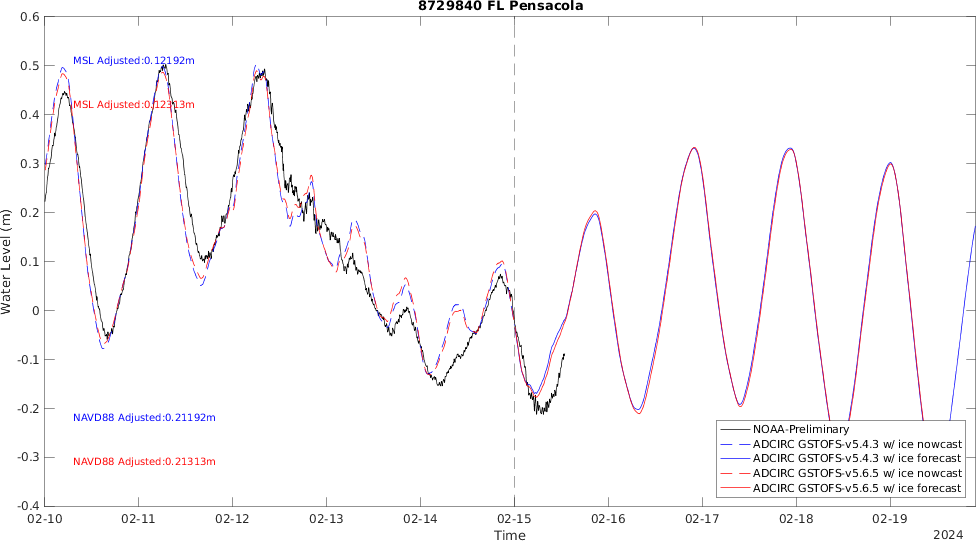 8729840 FL Pensacola
0.6
0.5
0.4
0.3
0.2
0.1
0
-0.1
-0.2
-0.3
-0.4
Water Level (m)
MSL Adjusted:0.12192m
MSL Adjusted:0.12313m
NAVD88 Adjusted:0.21192m
NAVD88 Adjusted:0.21313m
NOAA-Preliminary
ADCIRC GSTOFS-v5.4.3 w/ ice nowcast
ADCIRC GSTOFS-v5.4.3 w/ ice forecast
ADCIRC GSTOFS-v5.6.5 w/ ice nowcast
ADCIRC GSTOFS-v5.6.5 w/ ice forecast
02-10 02-11 02-12 02-13 02-14 02-15 02-16 02-17 02-18 02-19
Time
2024